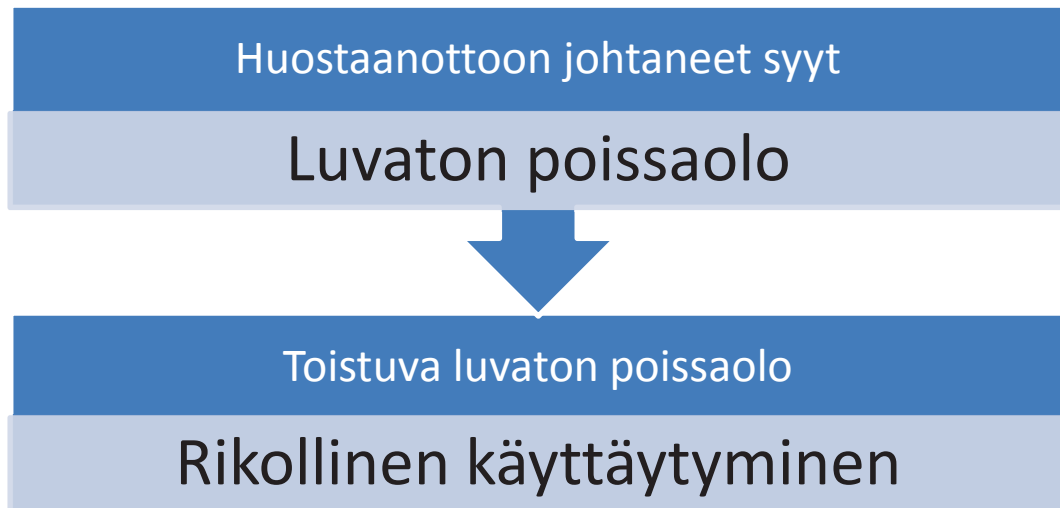 Huostaanottoon johtaneet syyt
Luvaton poissaolo
Toistuva luvaton poissaolo
Rikollinen käyttäytyminen